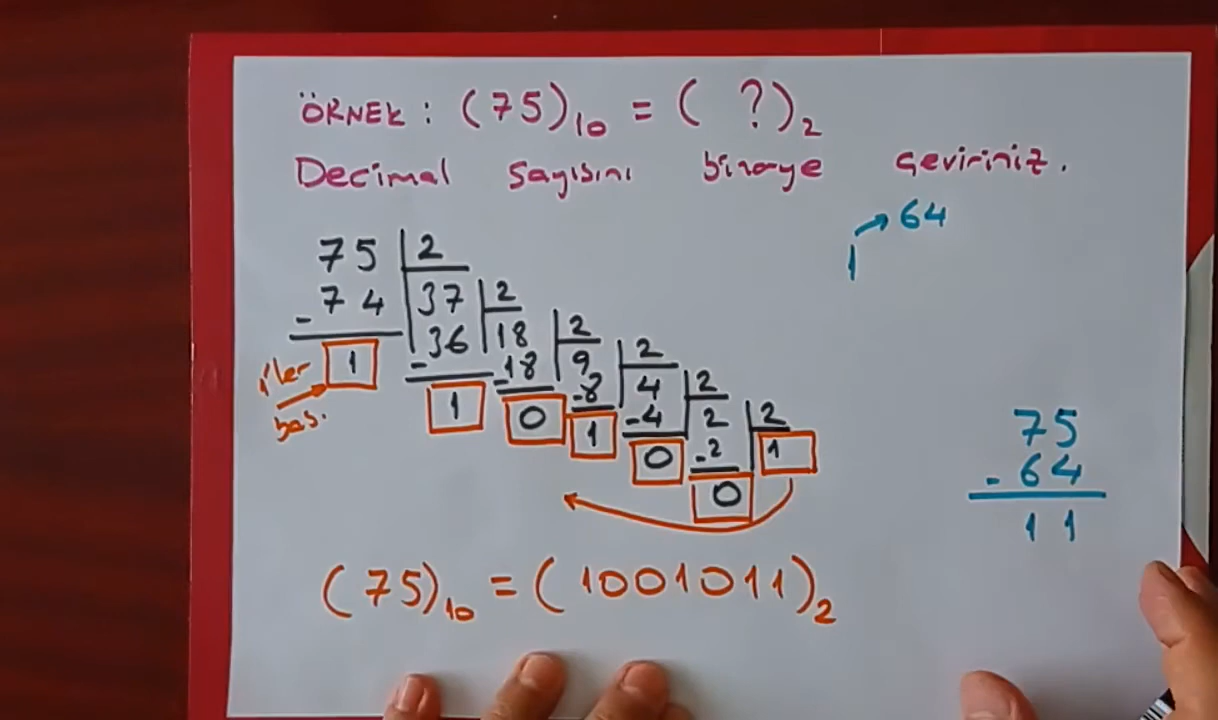 ÖRNEK : (75)10 = ( ? )2
Decimal sayısını binaye çeviriniz.
1 → 64
75 | 2
- 74 | 37 | 2
- 36 | 18 | 2
- 18 | 9 | 2
- 8 | 4 | 2
- 4 | 2 | 2
- 2 | 1
1 1 0 1 0 0
bas.
75
- 64
11
(75)10 = (1001011)2